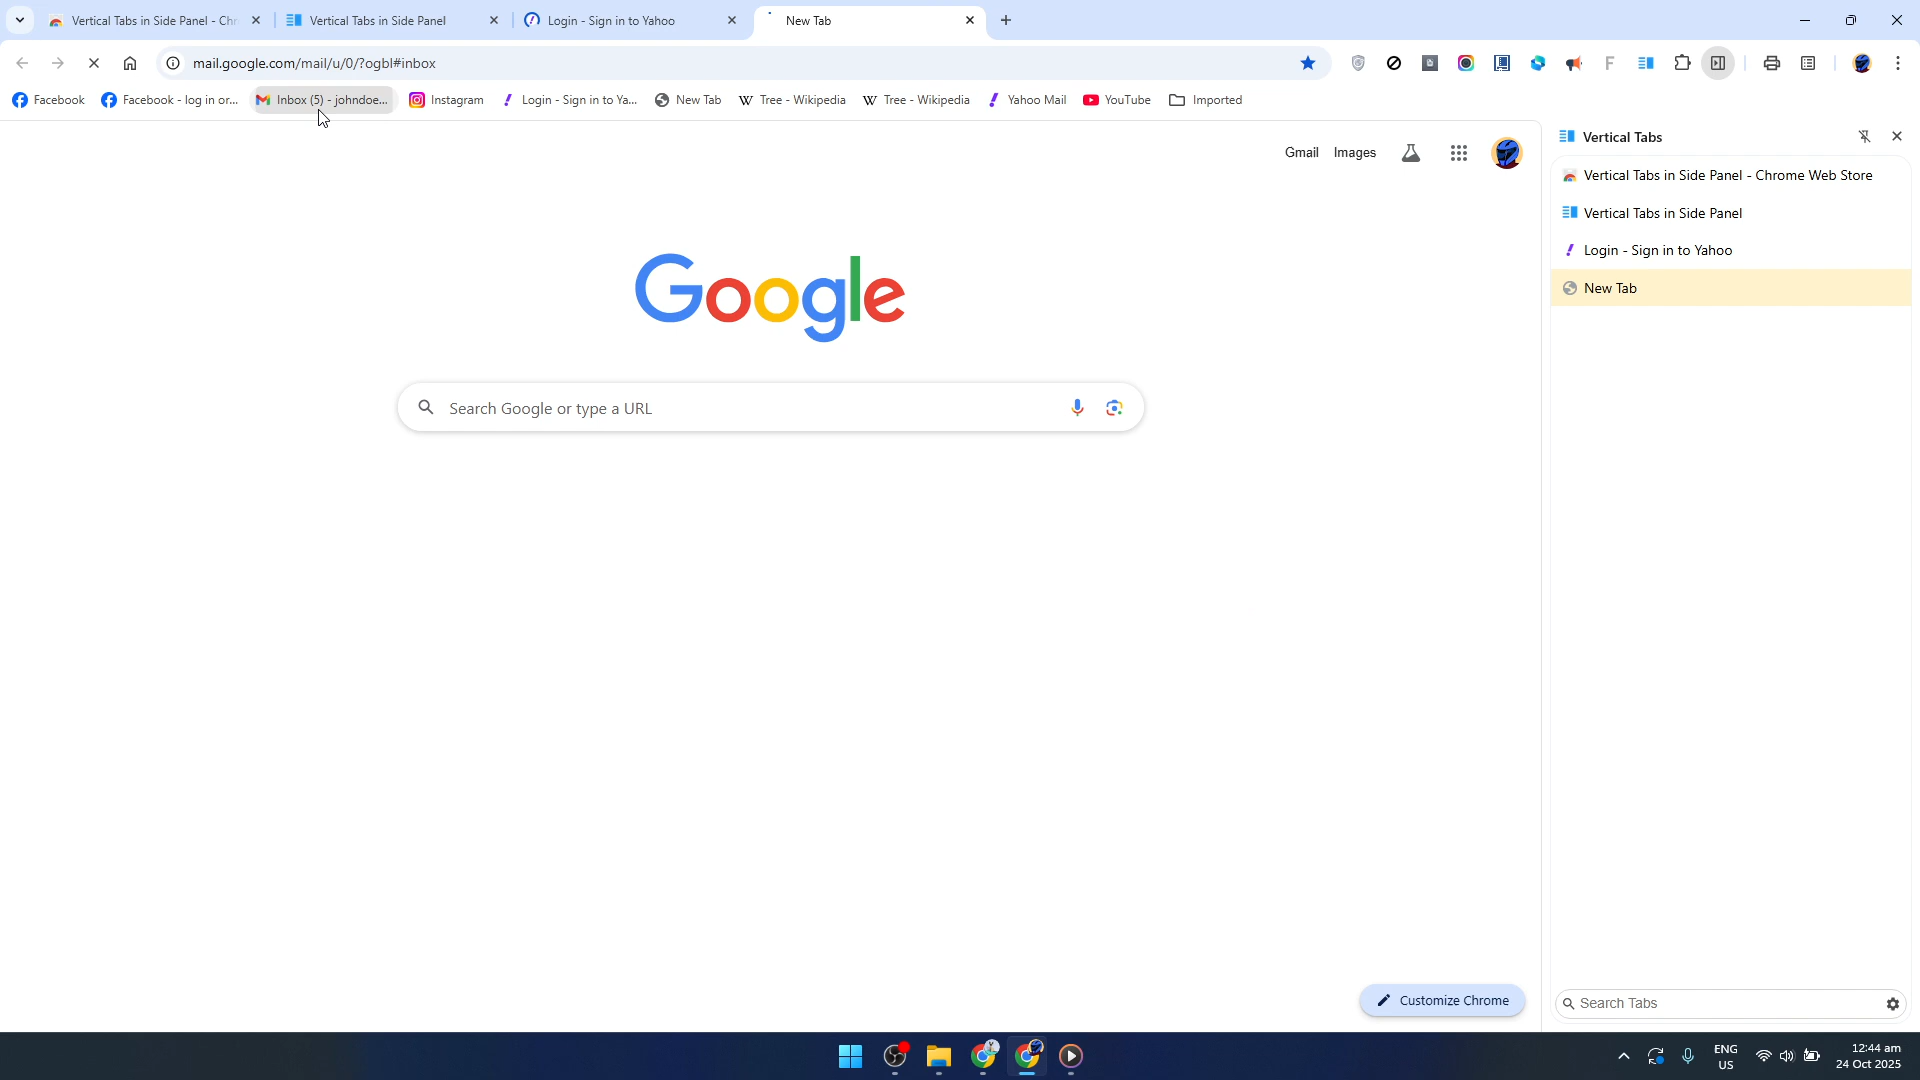 Vertical Tabs in Side Panel - Ch
Vertical Tabs in Side Panel
Login - Sign in to Yahoo
New Tab
mail.google.com/mail/u/0/?ogbl#inbox
Facebook
Facebook - log in or...
Inbox (5) - johndoe...
Instagram
Login - Sign in to Ya...
New Tab
Tree - Wikipedia
Tree - Wikipedia
Yahoo Mail
YouTube
Imported
Gmail
Images
Google
Search Google or type a URL
Customize Chrome
Vertical Tabs
Vertical Tabs in Side Panel - Chrome Web Store
Vertical Tabs in Side Panel
Login - Sign in to Yahoo
New Tab
Search Tabs
ENG
US
12:44 am
24 Oct 2025